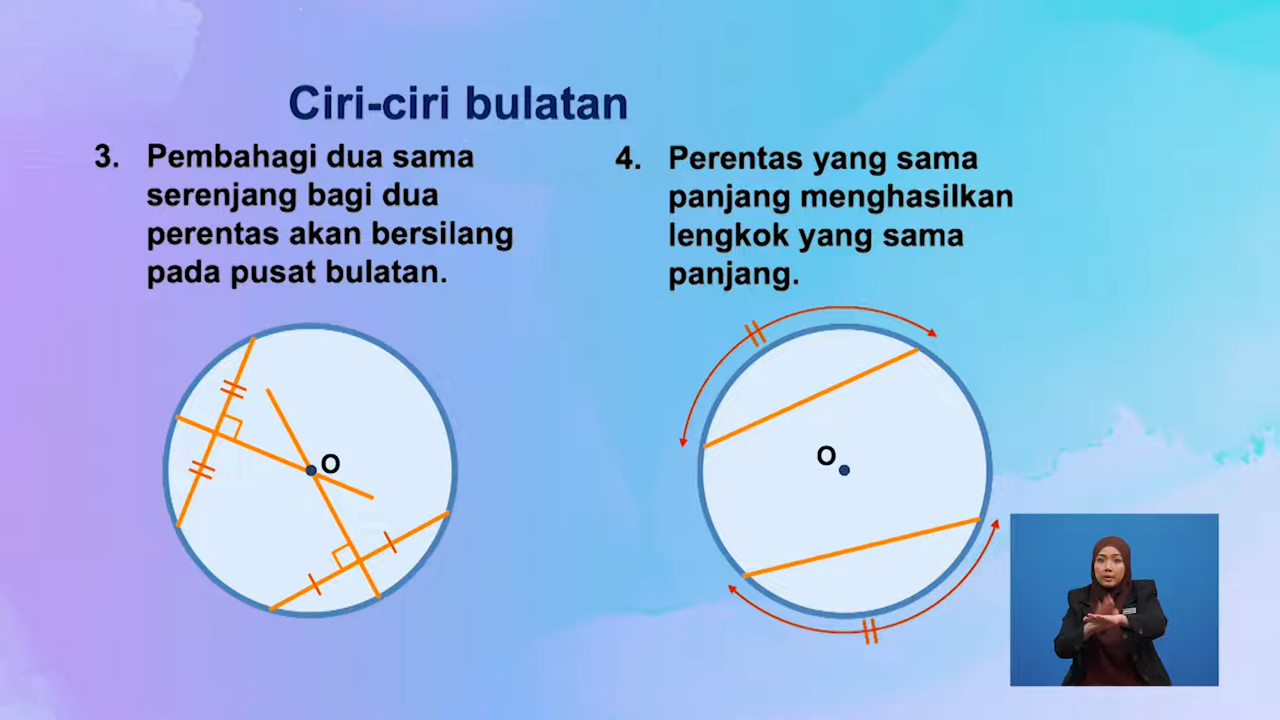 Ciri-ciri bulatan
3. Pembahagi dua sama
serenjang bagi dua
perentas akan bersilang
pada pusat bulatan.
4. Perentas yang sama
panjang menghasilkan
lengkok yang sama
panjang.
O
O